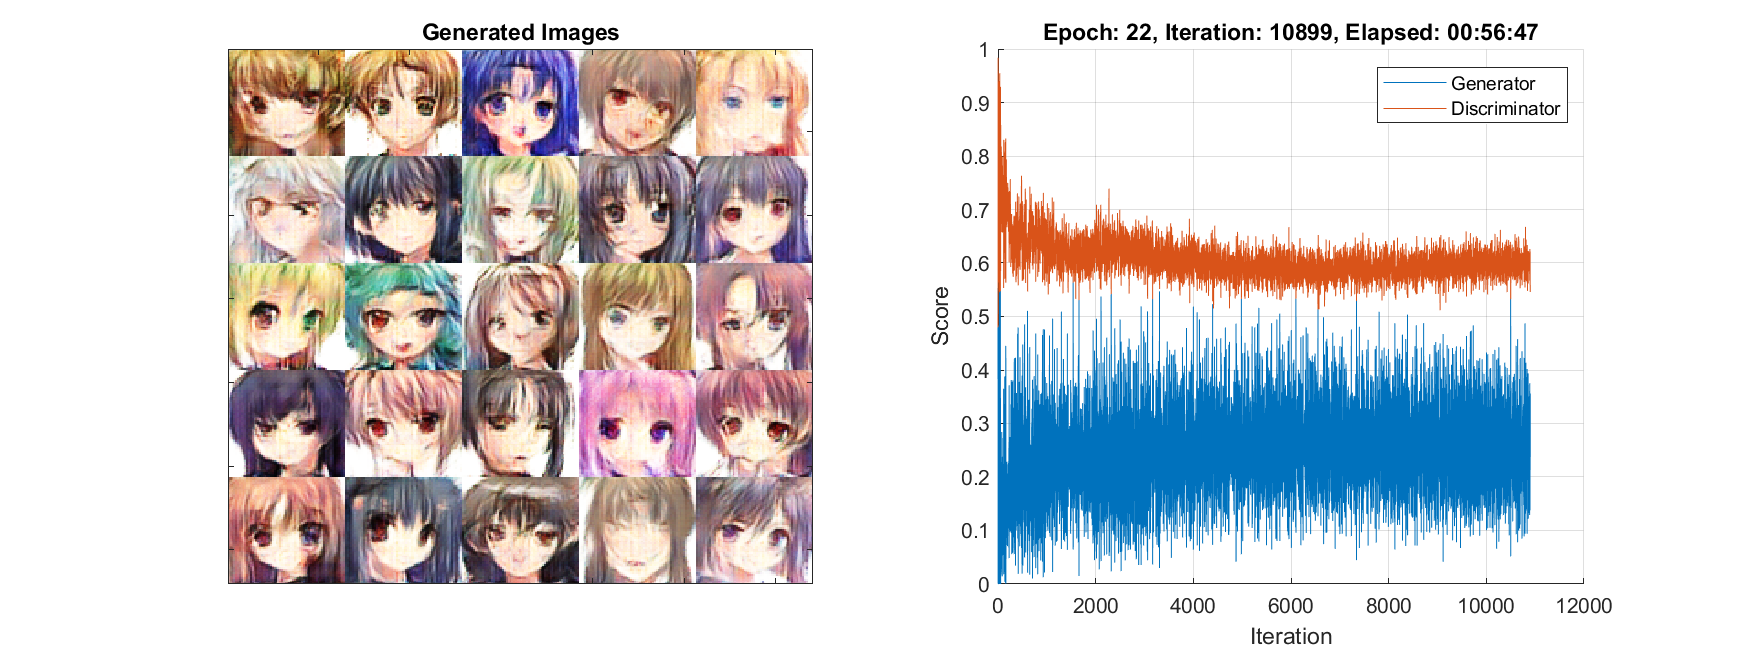 Generated Images
Epoch: 22, Iteration: 10899, Elapsed: 00:56:47
Generator
Discriminator
1
0.9
0.8
0.7
0.6
0.5
0.4
0.3
0.2
0.1
0
Score
0 2000 4000 6000 8000 10000 12000
Iteration